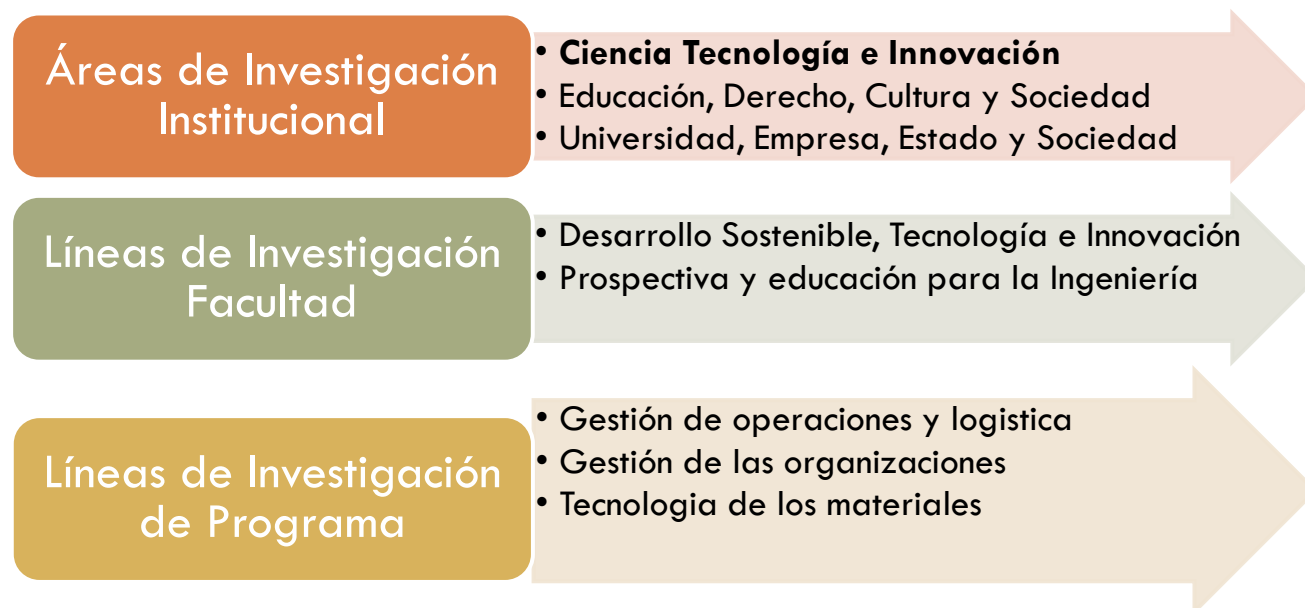 Áreas de Investigación
Institucional
• Ciencia Tecnología e Innovación
• Educación, Derecho, Cultura y Sociedad
• Universidad, Empresa, Estado y Sociedad
Líneas de Investigación
Facultad
• Desarrollo Sostenible, Tecnología e Innovación
• Prospectiva y educación para la Ingeniería
Líneas de Investigación
de Programa
• Gestión de operaciones y logistica
• Gestión de las organizaciones
• Tecnologia de los materiales